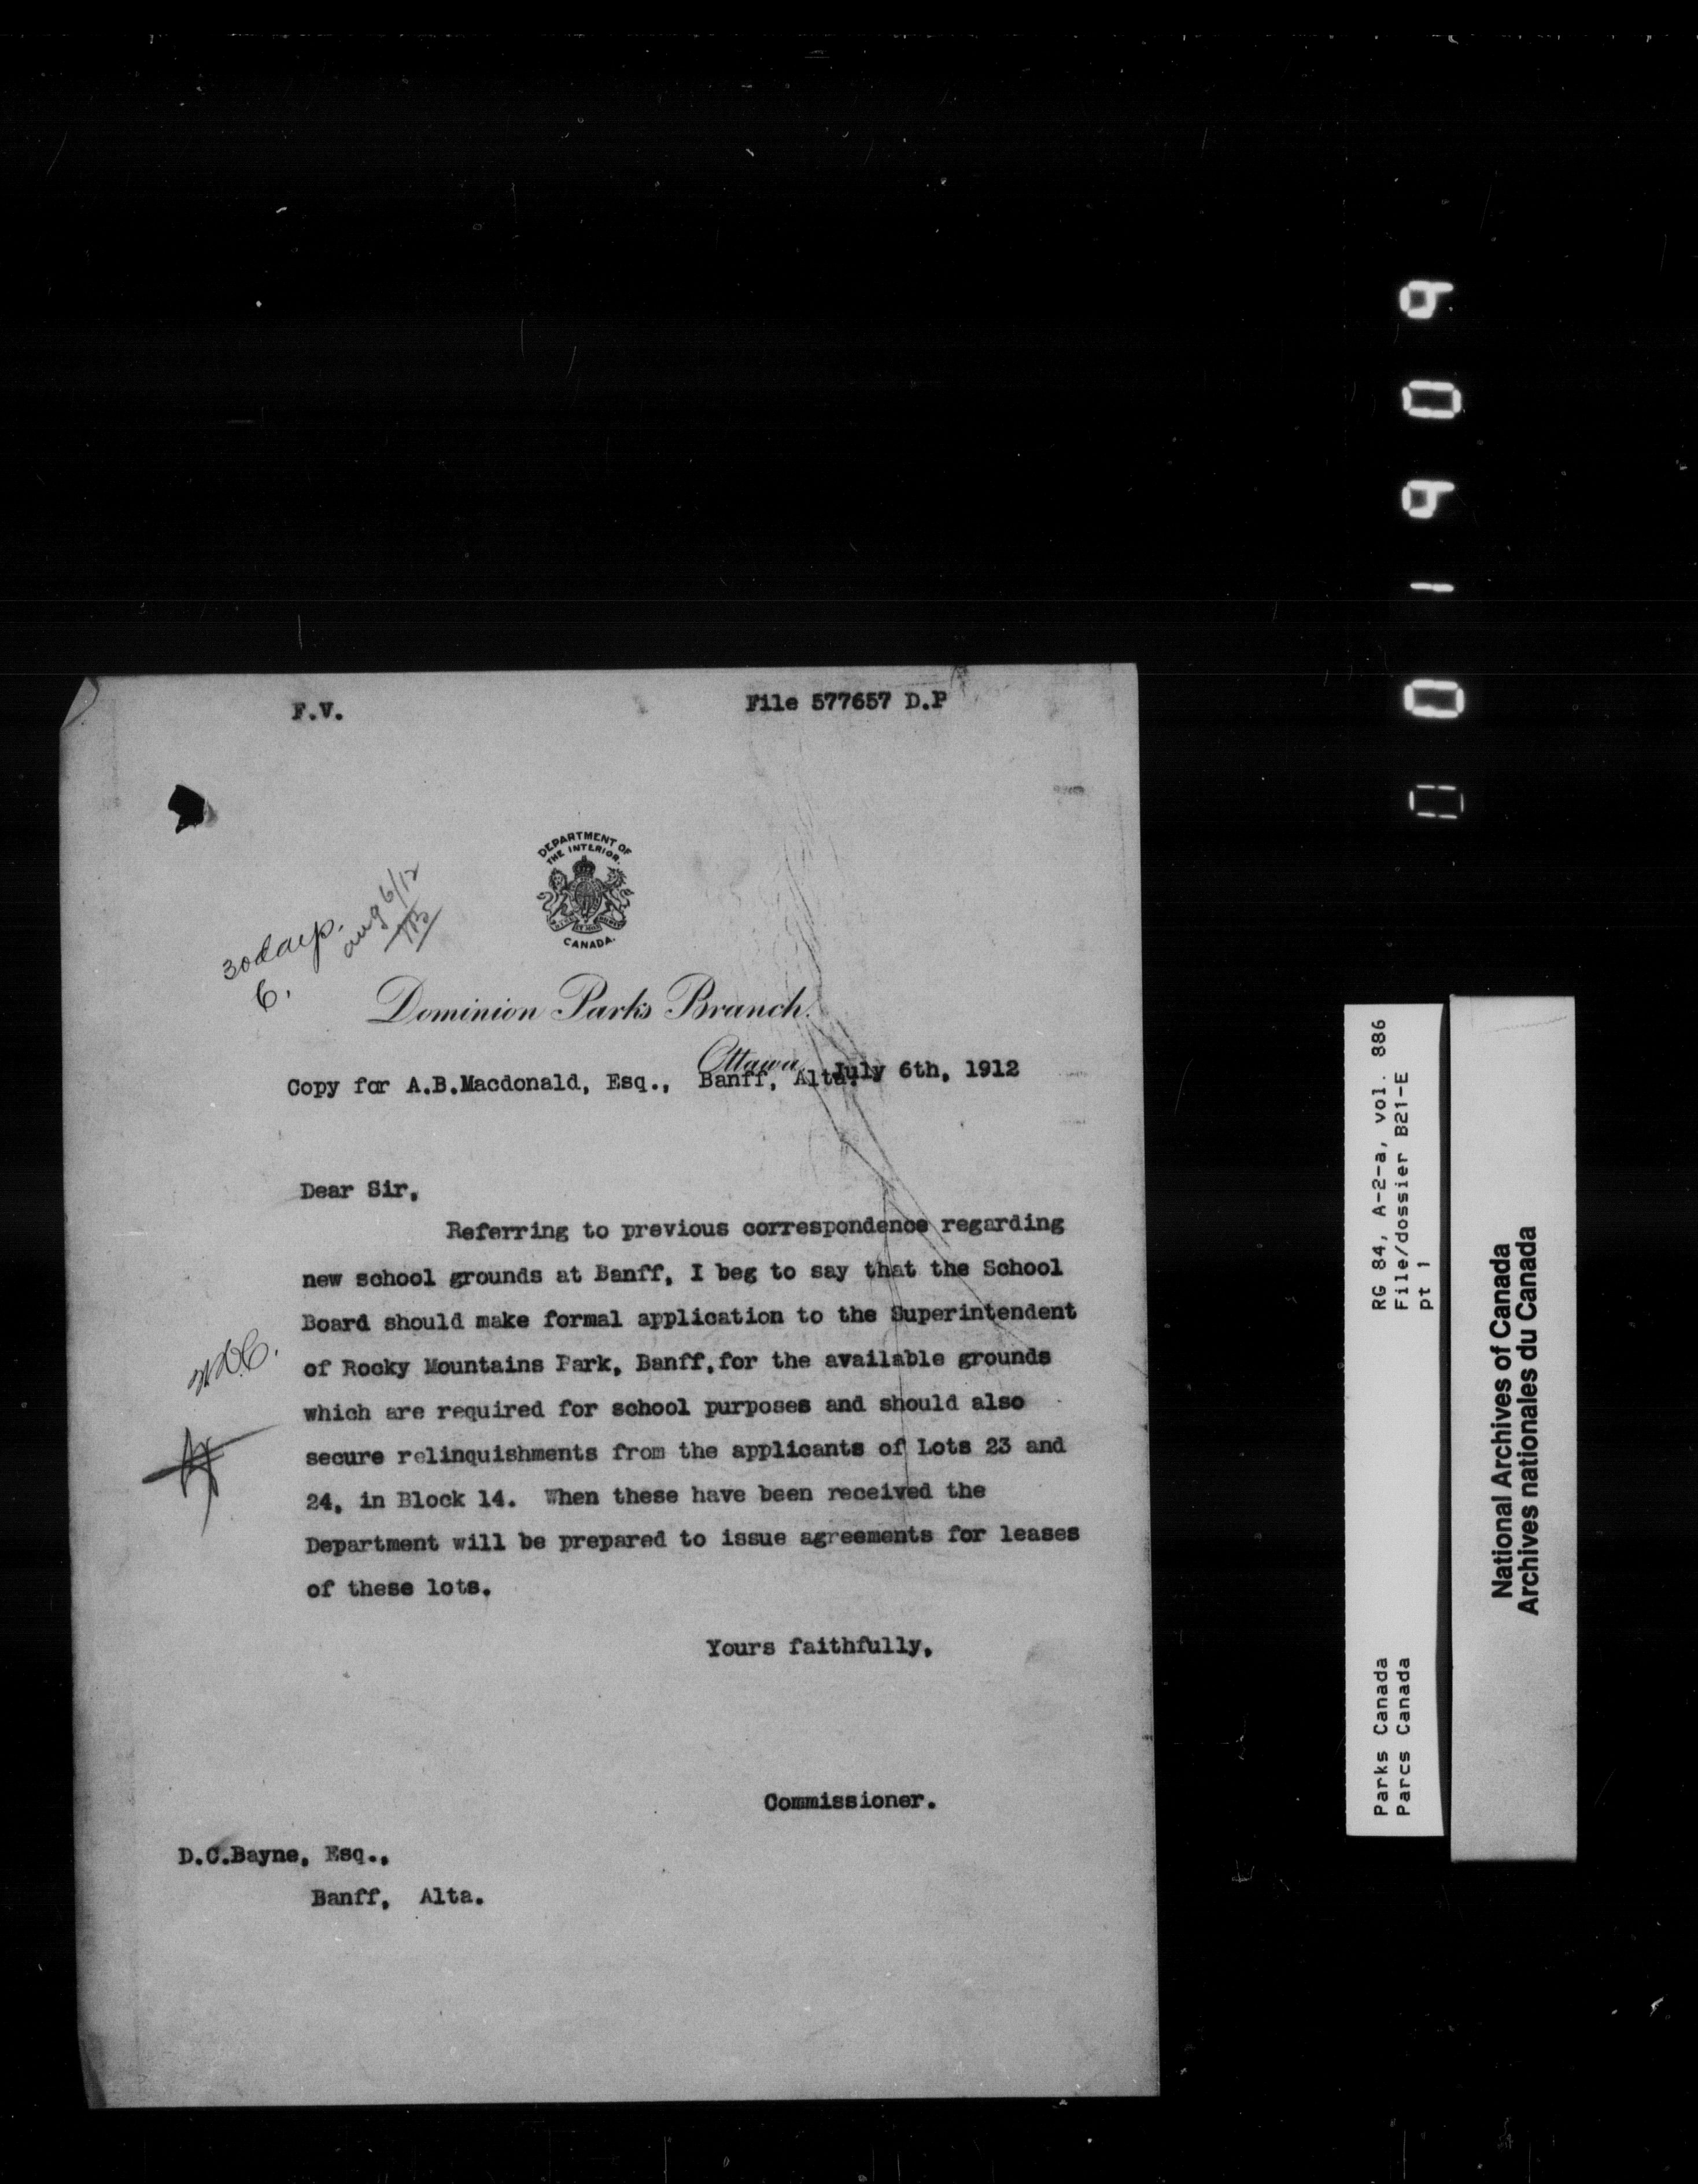 F.V.
File 577657 D.P
DEPARTMENT OF
THE INTERIOR.
CANADA.
30 days.
Aug 6/12
6.
Dominion Parks Branch.
Ottawa, July 6th, 1912
Copy for A.B.Macdonald, Esq., Banff, Alta.
Dear Sir,
Referring to previous correspondence regarding
new school grounds at Banff, I beg to say that the School
Board should make formal application to the Superintendent
of Rocky Mountains Park, Banff, for the available grounds
which are required for school purposes and should also
secure relinquishments from the applicants of Lots 23 and
24, in Block 14. When these have been received the
Department will be prepared to issue agreements for leases
of these lots.
Yours faithfully,
Commissioner.
D.C.Bayne, Esq.,
Banff, Alta.
Parks Canada
Parcs Canada
RG 84, A-2-a, vol. 886
File/dossier B21-E
pt 1
National Archives of Canada
Archives nationales du Canada